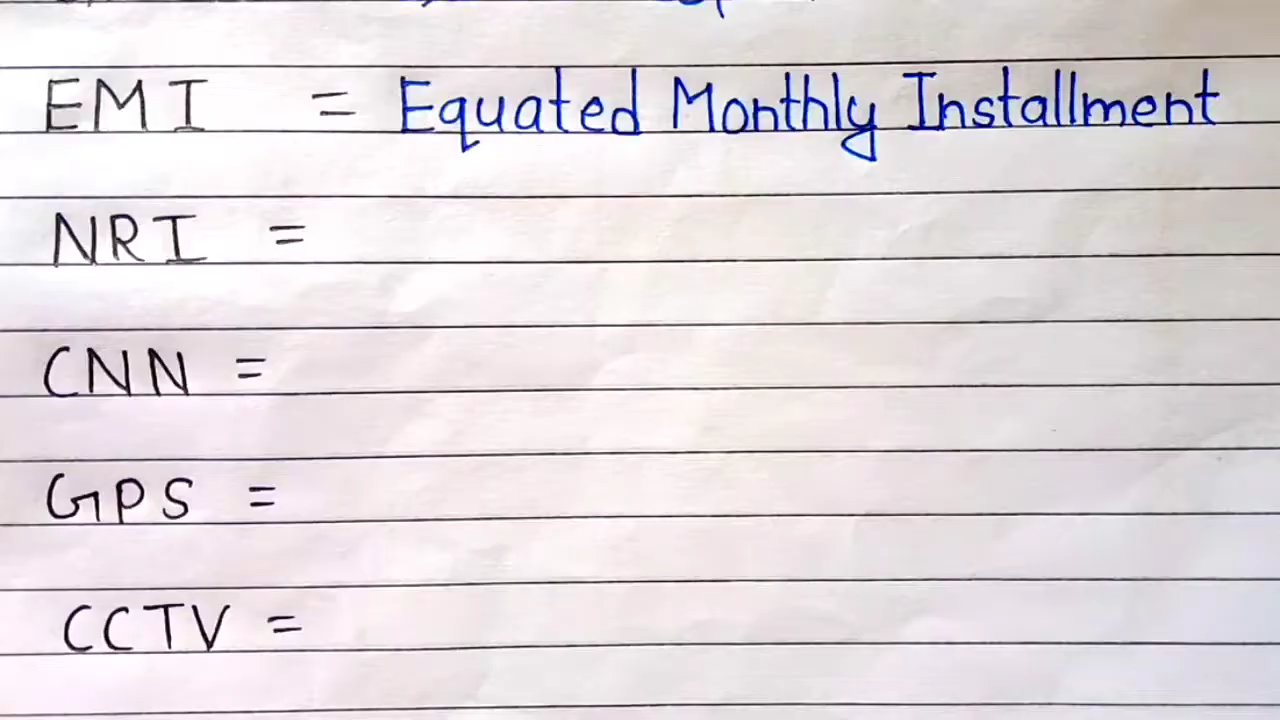 EMI = Equated Monthly Installment
NRI =
CNN =
GPS =
CCTV =